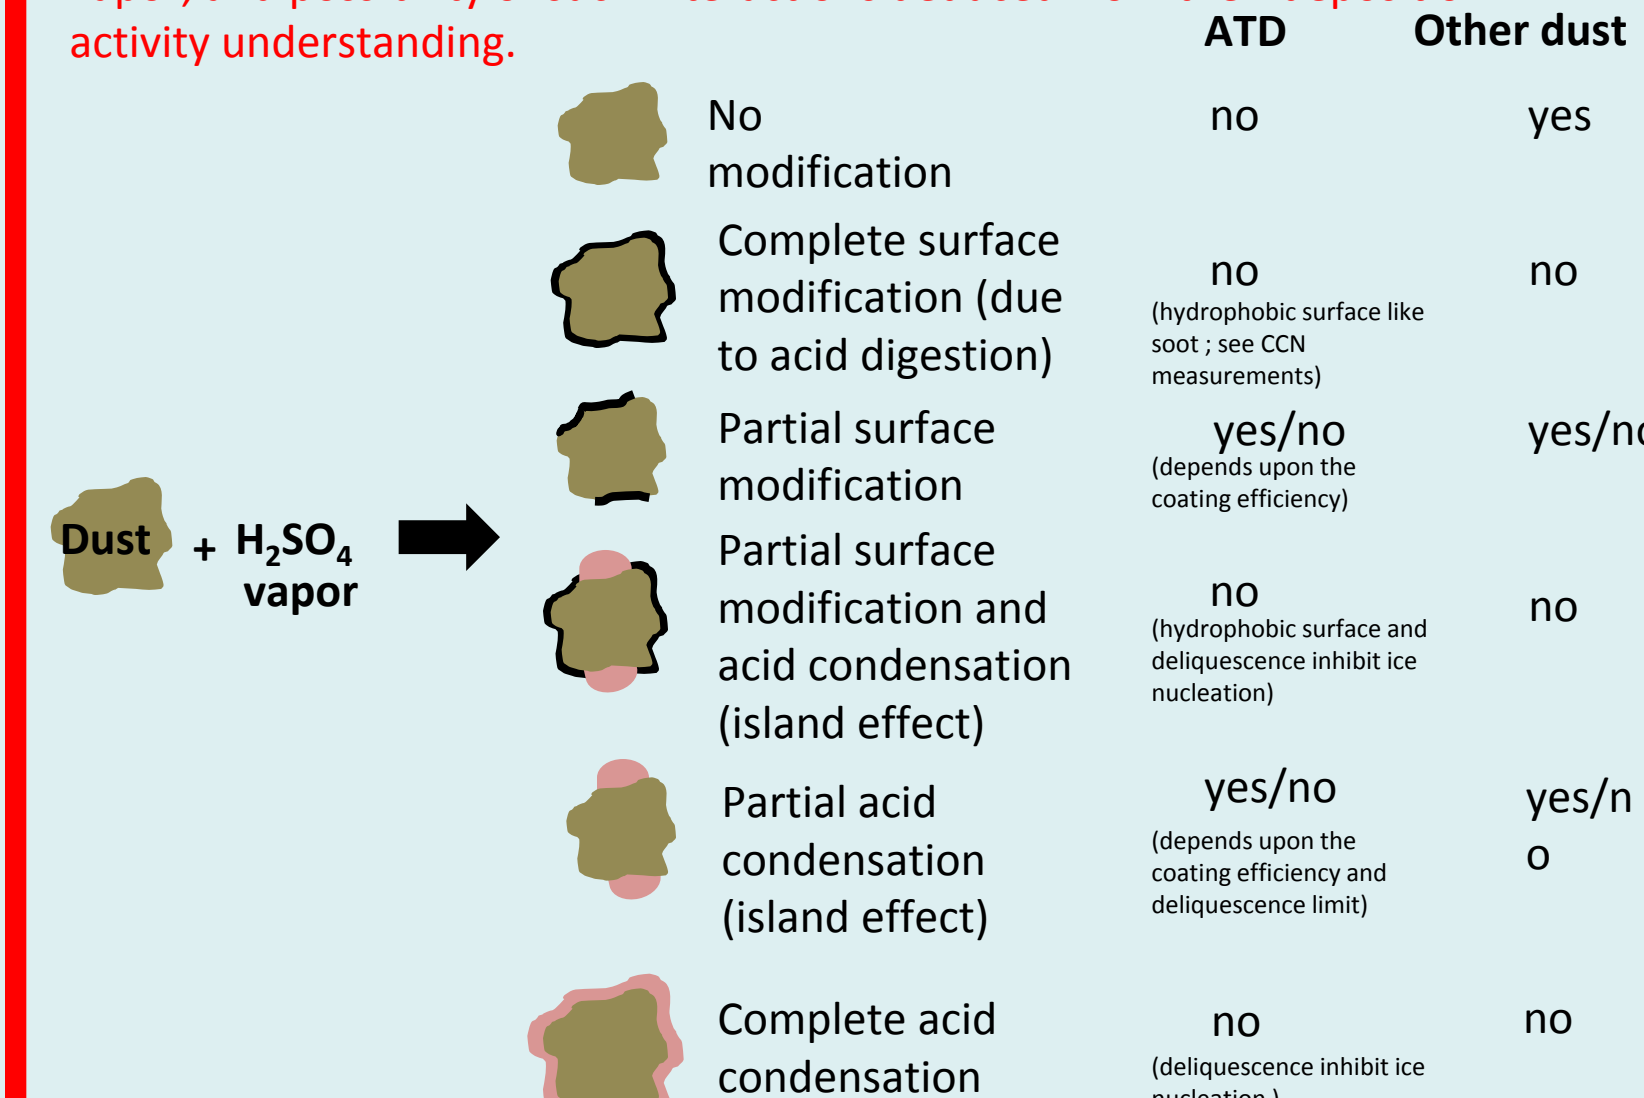 activity understanding.
ATD Other dust
No
modification
no
yes
Complete surface
modification (due
to acid digestion)
no
(hydrophobic surface like
soot ; see CCN
measurements)
no
Partial surface
modification
yes/no
(depends upon the
coating efficiency)
Dust + H₂SO₄
vapor
Partial surface
modification and
acid condensation
(island effect)
no
(hydrophobic surface and
deliquescence inhibit ice
nucleation)
no
Partial acid
condensation
(island effect)
yes/no
(depends upon the
coating efficiency and
deliquescence limit)
yes/n
o
Complete acid
condensation
no
(deliquescence inhibit ice
nucleation )
no